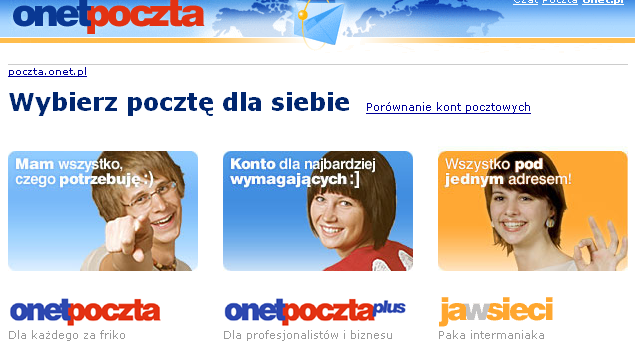 onetpoczta
Czat Poczta Onet.pl
poczta.onet.pl
Wybierz pocztę dla siebie Porównanie kont pocztowych
Mam wszystko,
czego potrzebuję :)
Konto dla najbardziej
wymagających :]
Wszystko pod
jednym adresem!
onetpoczta
onetpocztaplus
jawsieci
Dla każdego za friko
Dla profesjonalistów i biznesu
Paka intermaniaka